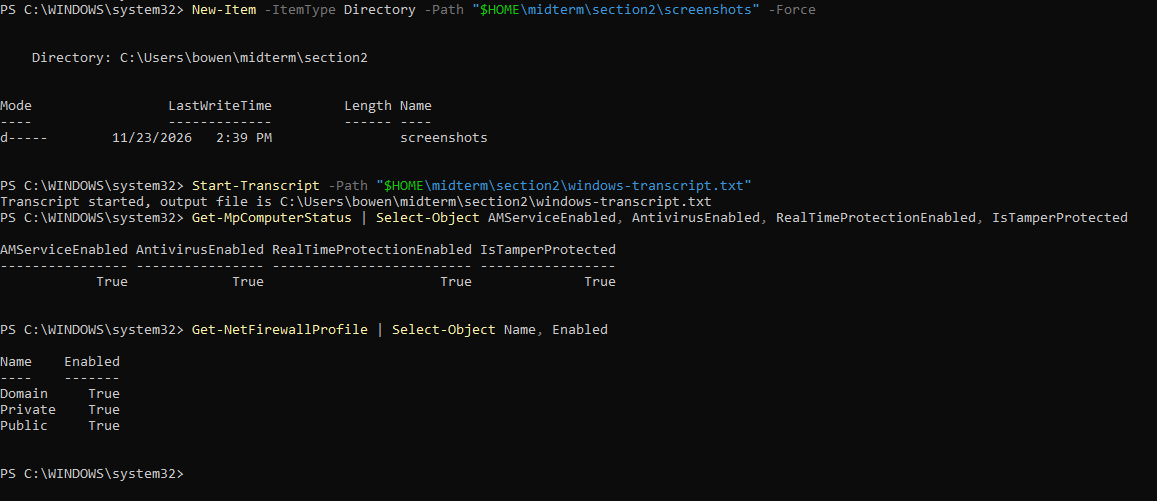 PS C:\WINDOWS\system32> New-Item -ItemType Directory -Path "$HOME\midterm\section2\screenshots" -Force
Directory: C:\Users\bowen\midterm\section2
Mode                 LastWriteTime         Length Name
----                 -------------         ------ ----
d-----        11/23/2026   2:39 PM                screenshots
PS C:\WINDOWS\system32> Start-Transcript -Path "$HOME\midterm\section2\windows-transcript.txt"
Transcript started, output file is C:\Users\bowen\midterm\section2\windows-transcript.txt
PS C:\WINDOWS\system32> Get-MpComputerStatus | Select-Object AMServiceEnabled, AntivirusEnabled, RealTimeProtectionEnabled, IsTamperProtected
AMServiceEnabled AntivirusEnabled RealTimeProtectionEnabled IsTamperProtected
---------------- ---------------- ------------------------- -----------------
            True             True                      True              True
PS C:\WINDOWS\system32> Get-NetFirewallProfile | Select-Object Name, Enabled
Name    Enabled
----    -------
Domain     True
Private    True
Public     True
PS C:\WINDOWS\system32>